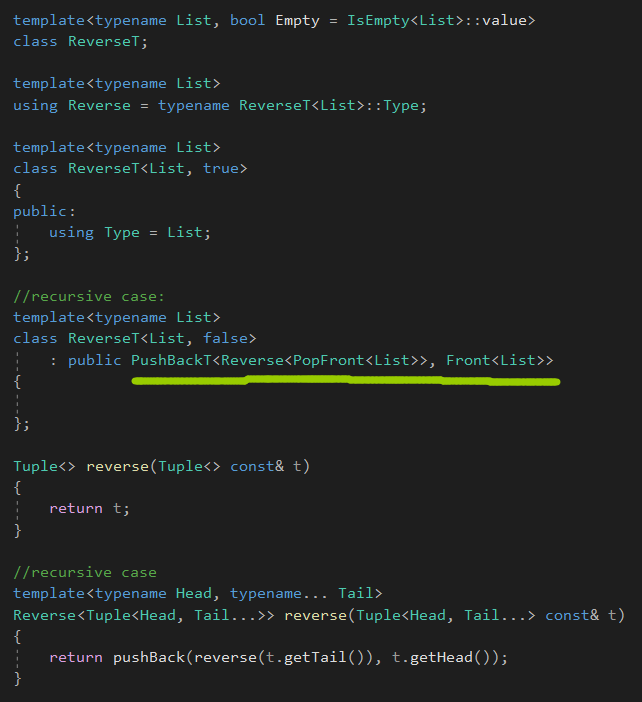 template<typename List, bool Empty = IsEmpty<List>::value>
class ReverseT;
template<typename List>
using Reverse = typename ReverseT<List>::Type;
template<typename List>
class ReverseT<List, true>
{
public:
    using Type = List;
};
//recursive case:
template<typename List>
class ReverseT<List, false>
    : public PushBackT<Reverse<PopFront<List>>, Front<List>>
{
};
Tuple<> reverse(Tuple<> const& t)
{
    return t;
}
//recursive case
template<typename Head, typename... Tail>
Reverse<Tuple<Head, Tail...>> reverse(Tuple<Head, Tail...> const& t)
{
    return pushBack(reverse(t.getTail()), t.getHead());
}